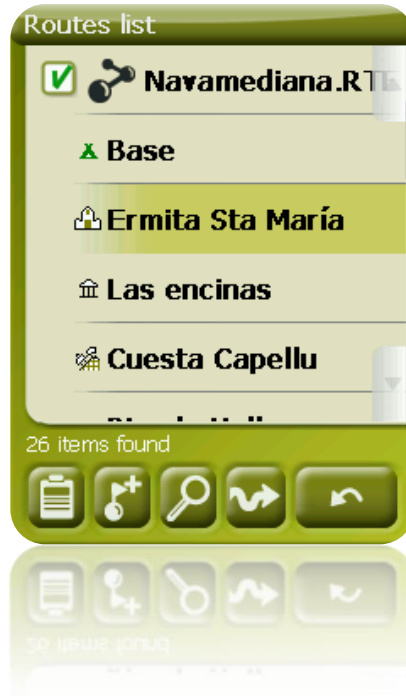 Routes list
Navamediana.RT
Base
Ermita Sta María
Las encinas
Cuesta Capellu
26 items found